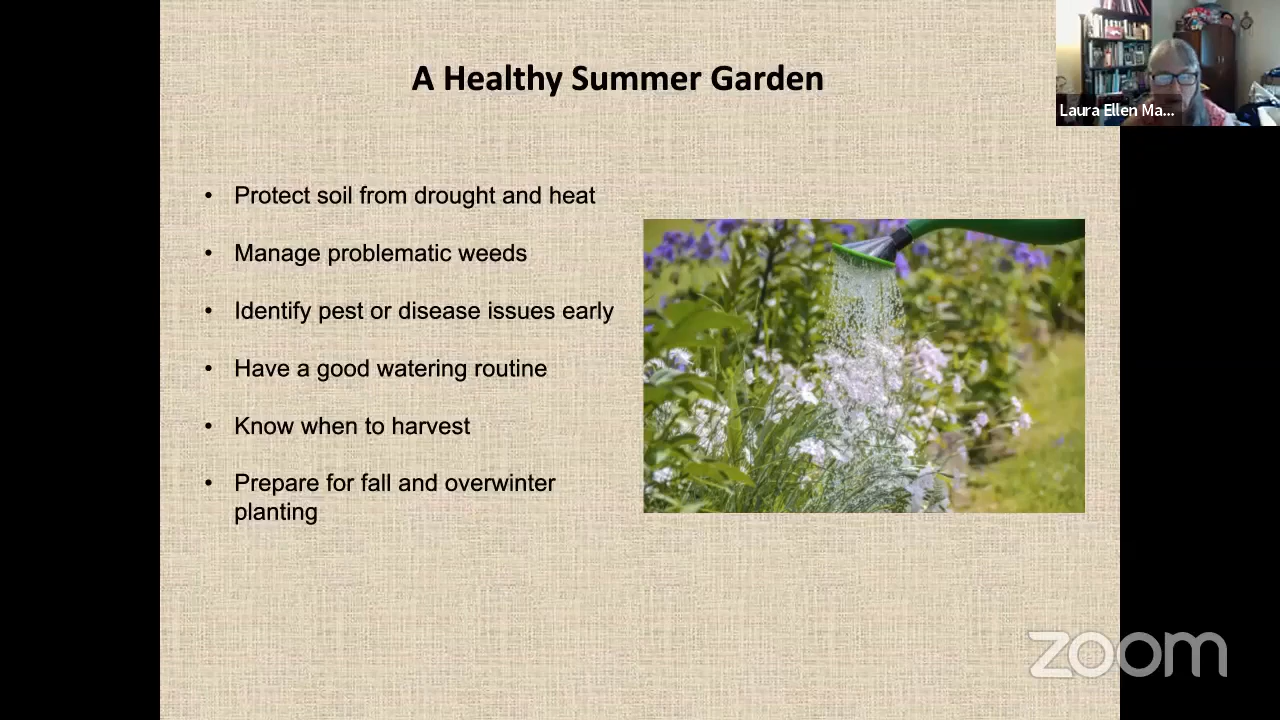 A Healthy Summer Garden
Laura Ellen Ma...
• Protect soil from drought and heat
• Manage problematic weeds
• Identify pest or disease issues early
• Have a good watering routine
• Know when to harvest
• Prepare for fall and overwinter
planting
zoom